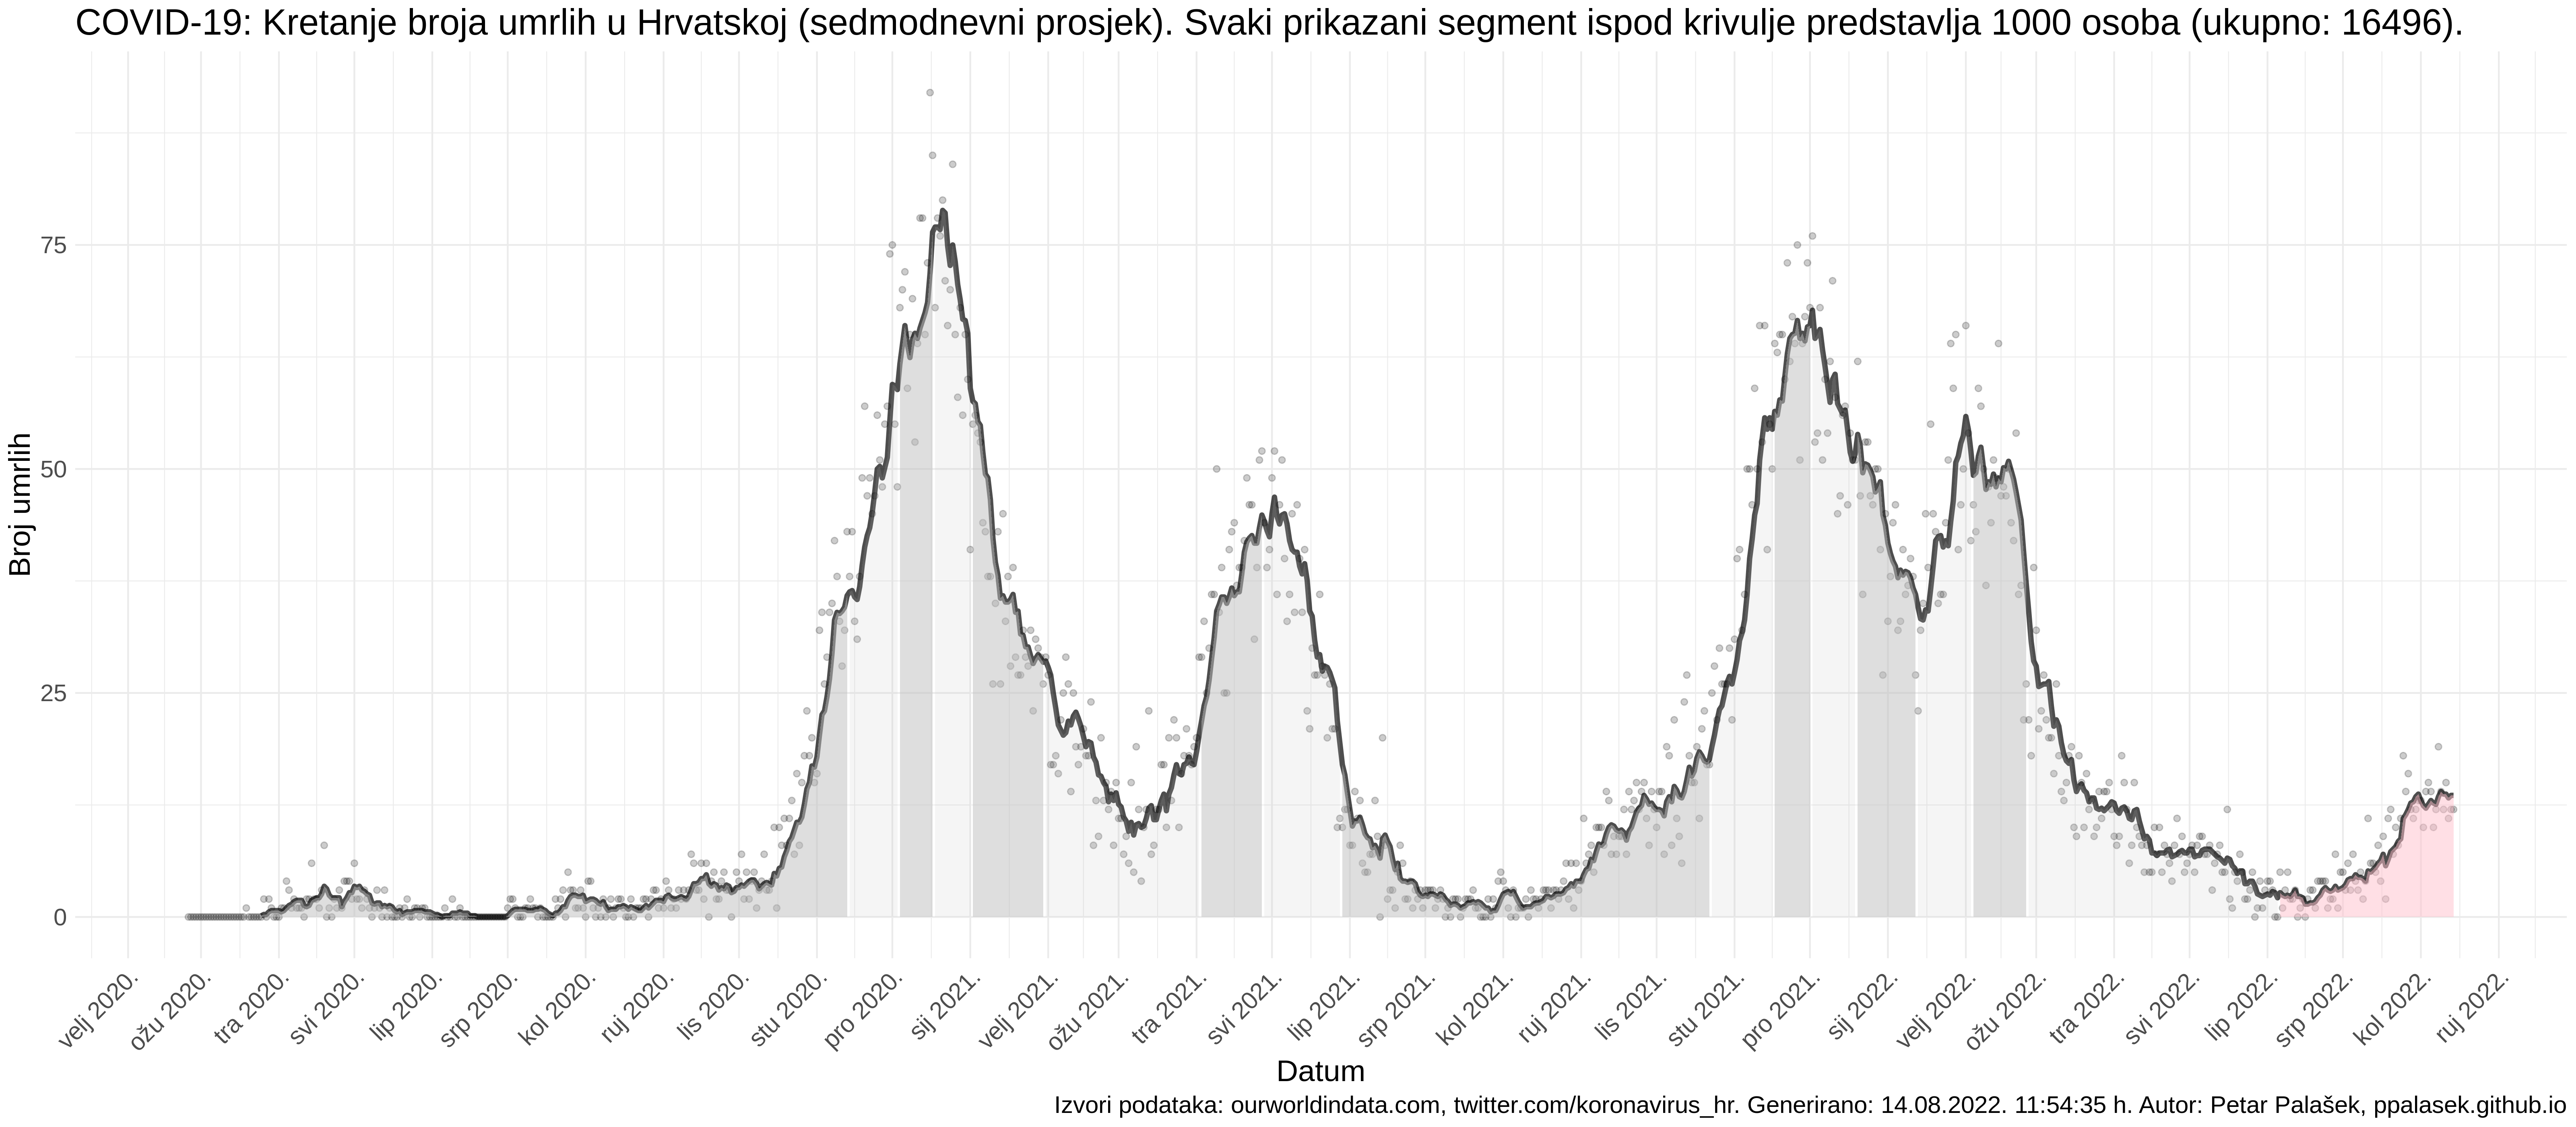 COVID-19: Kretanje broja umrlih u Hrvatskoj (sedmodnevni prosjek). Svaki prikazani segment ispod krivulje predstavlja 1000 osoba (ukupno: 16496).
Broj umrlih
75
50
25
0
velj 2020.
ožu 2020.
tra 2020.
svi 2020.
lip 2020.
srp 2020.
kol 2020.
ruj 2020.
lis 2020.
stu 2020.
pro 2020.
sij 2021.
velj 2021.
ožu 2021.
tra 2021.
svi 2021.
lip 2021.
srp 2021.
kol 2021.
ruj 2021.
lis 2021.
stu 2021.
pro 2021.
sij 2022.
velj 2022.
ožu 2022.
tra 2022.
svi 2022.
lip 2022.
srp 2022.
kol 2022.
ruj 2022.
Datum
Izvori podataka: ourworldindata.com, twitter.com/koronavirus_hr. Generirano: 14.08.2022. 11:54:35 h. Autor: Petar Palašek, ppalasek.github.io